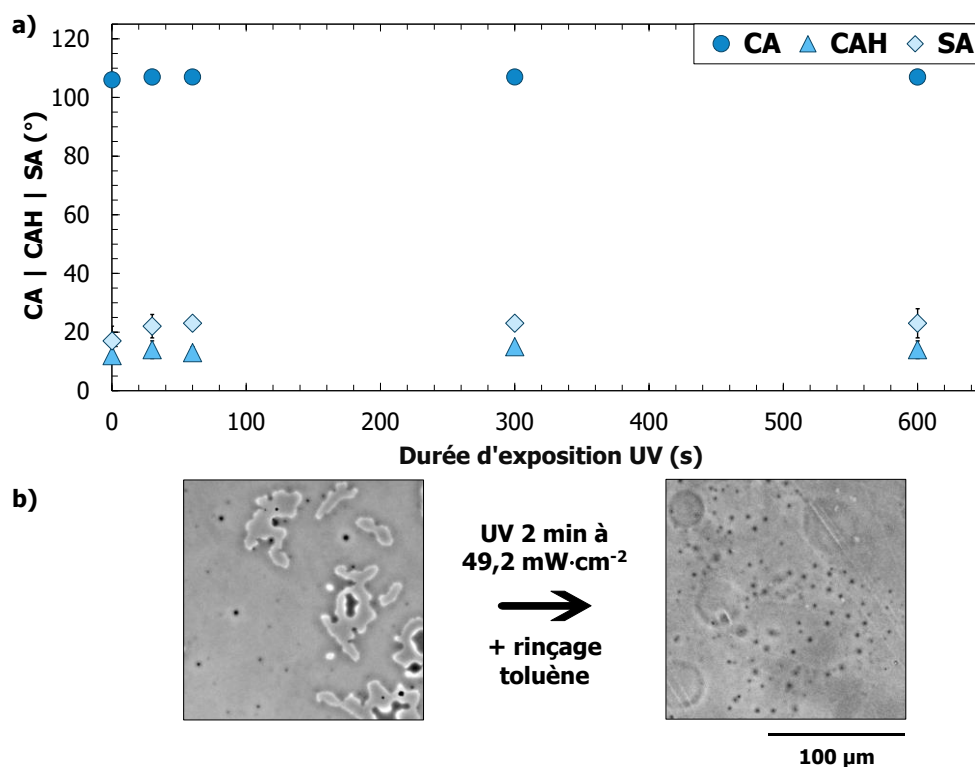 a)
CA CAH SA
CA | CAH | SA (°)
120
100
80
60
40
20
0
0 100 200 300 400 500 600
Durée d'exposition UV (s)
b)
UV 2 min à
49,2 mW·cm⁻²
+ rinçage
toluène
100 µm